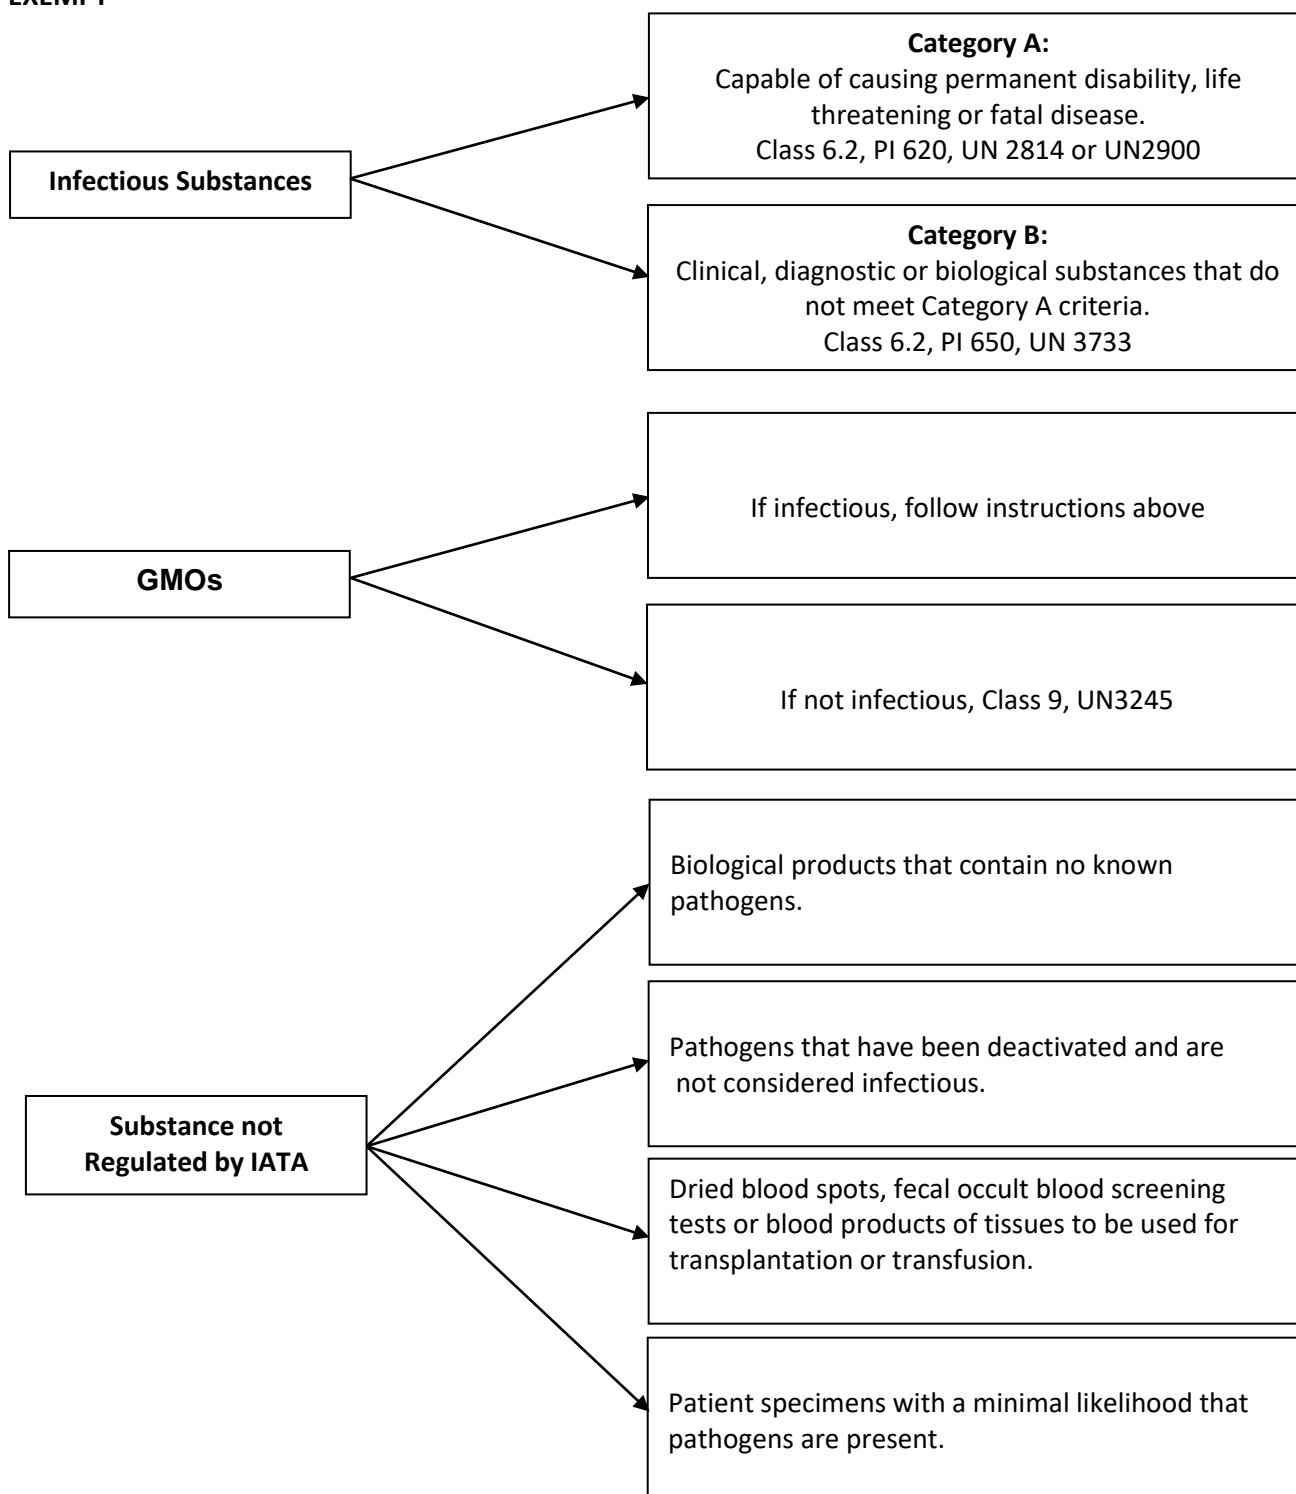 EXEMPT
Category A:
Capable of causing permanent disability, life
threatening or fatal disease.
Class 6.2, PI 620, UN 2814 or UN2900
Infectious Substances
Category B:
Clinical, diagnostic or biological substances that do
not meet Category A criteria.
Class 6.2, PI 650, UN 3733
If infectious, follow instructions above
GMOs
If not infectious, Class 9, UN3245
Biological products that contain no known
pathogens.
Pathogens that have been deactivated and are
not considered infectious.
Substance not
Regulated by IATA
Dried blood spots, fecal occult blood screening
tests or blood products of tissues to be used for
transplantation or transfusion.
Patient specimens with a minimal likelihood that
pathogens are present.